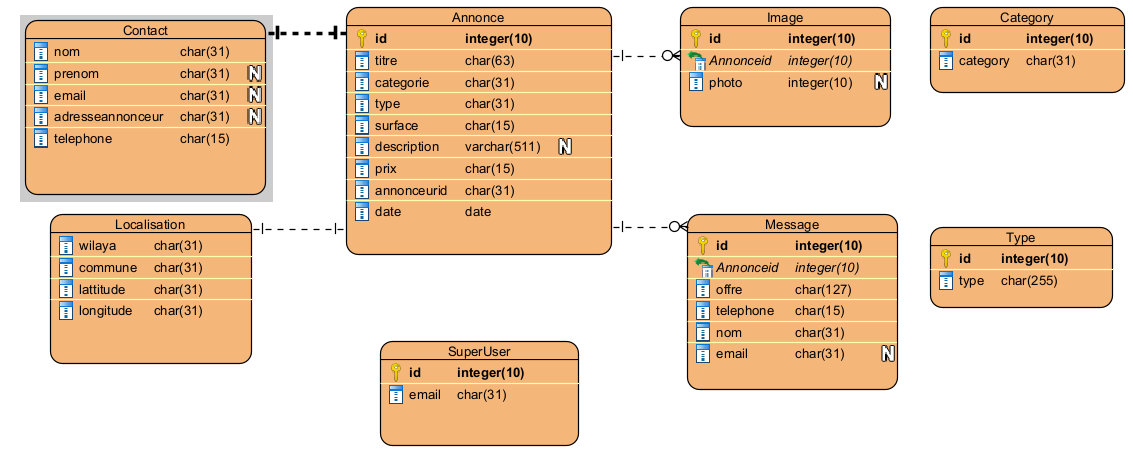 Contact
nom char(31)
prenom char(31) N
email char(31) N
adresseannonceur char(31) N
telephone char(15)
Annonce
id integer(10)
titre char(63)
categorie char(31)
type char(31)
surface char(15)
description varchar(511) N
prix char(15)
annonceurid char(31)
date date
Image
id integer(10)
Annonceid integer(10)
photo integer(10) N
Category
id integer(10)
category char(31)
Localisation
wilaya char(31)
commune char(31)
lattitude char(31)
longitude char(31)
Message
id integer(10)
Annonceid integer(10)
offre char(127)
telephone char(15)
nom char(31)
email char(31) N
Type
id integer(10)
type char(255)
SuperUser
id integer(10)
email char(31)